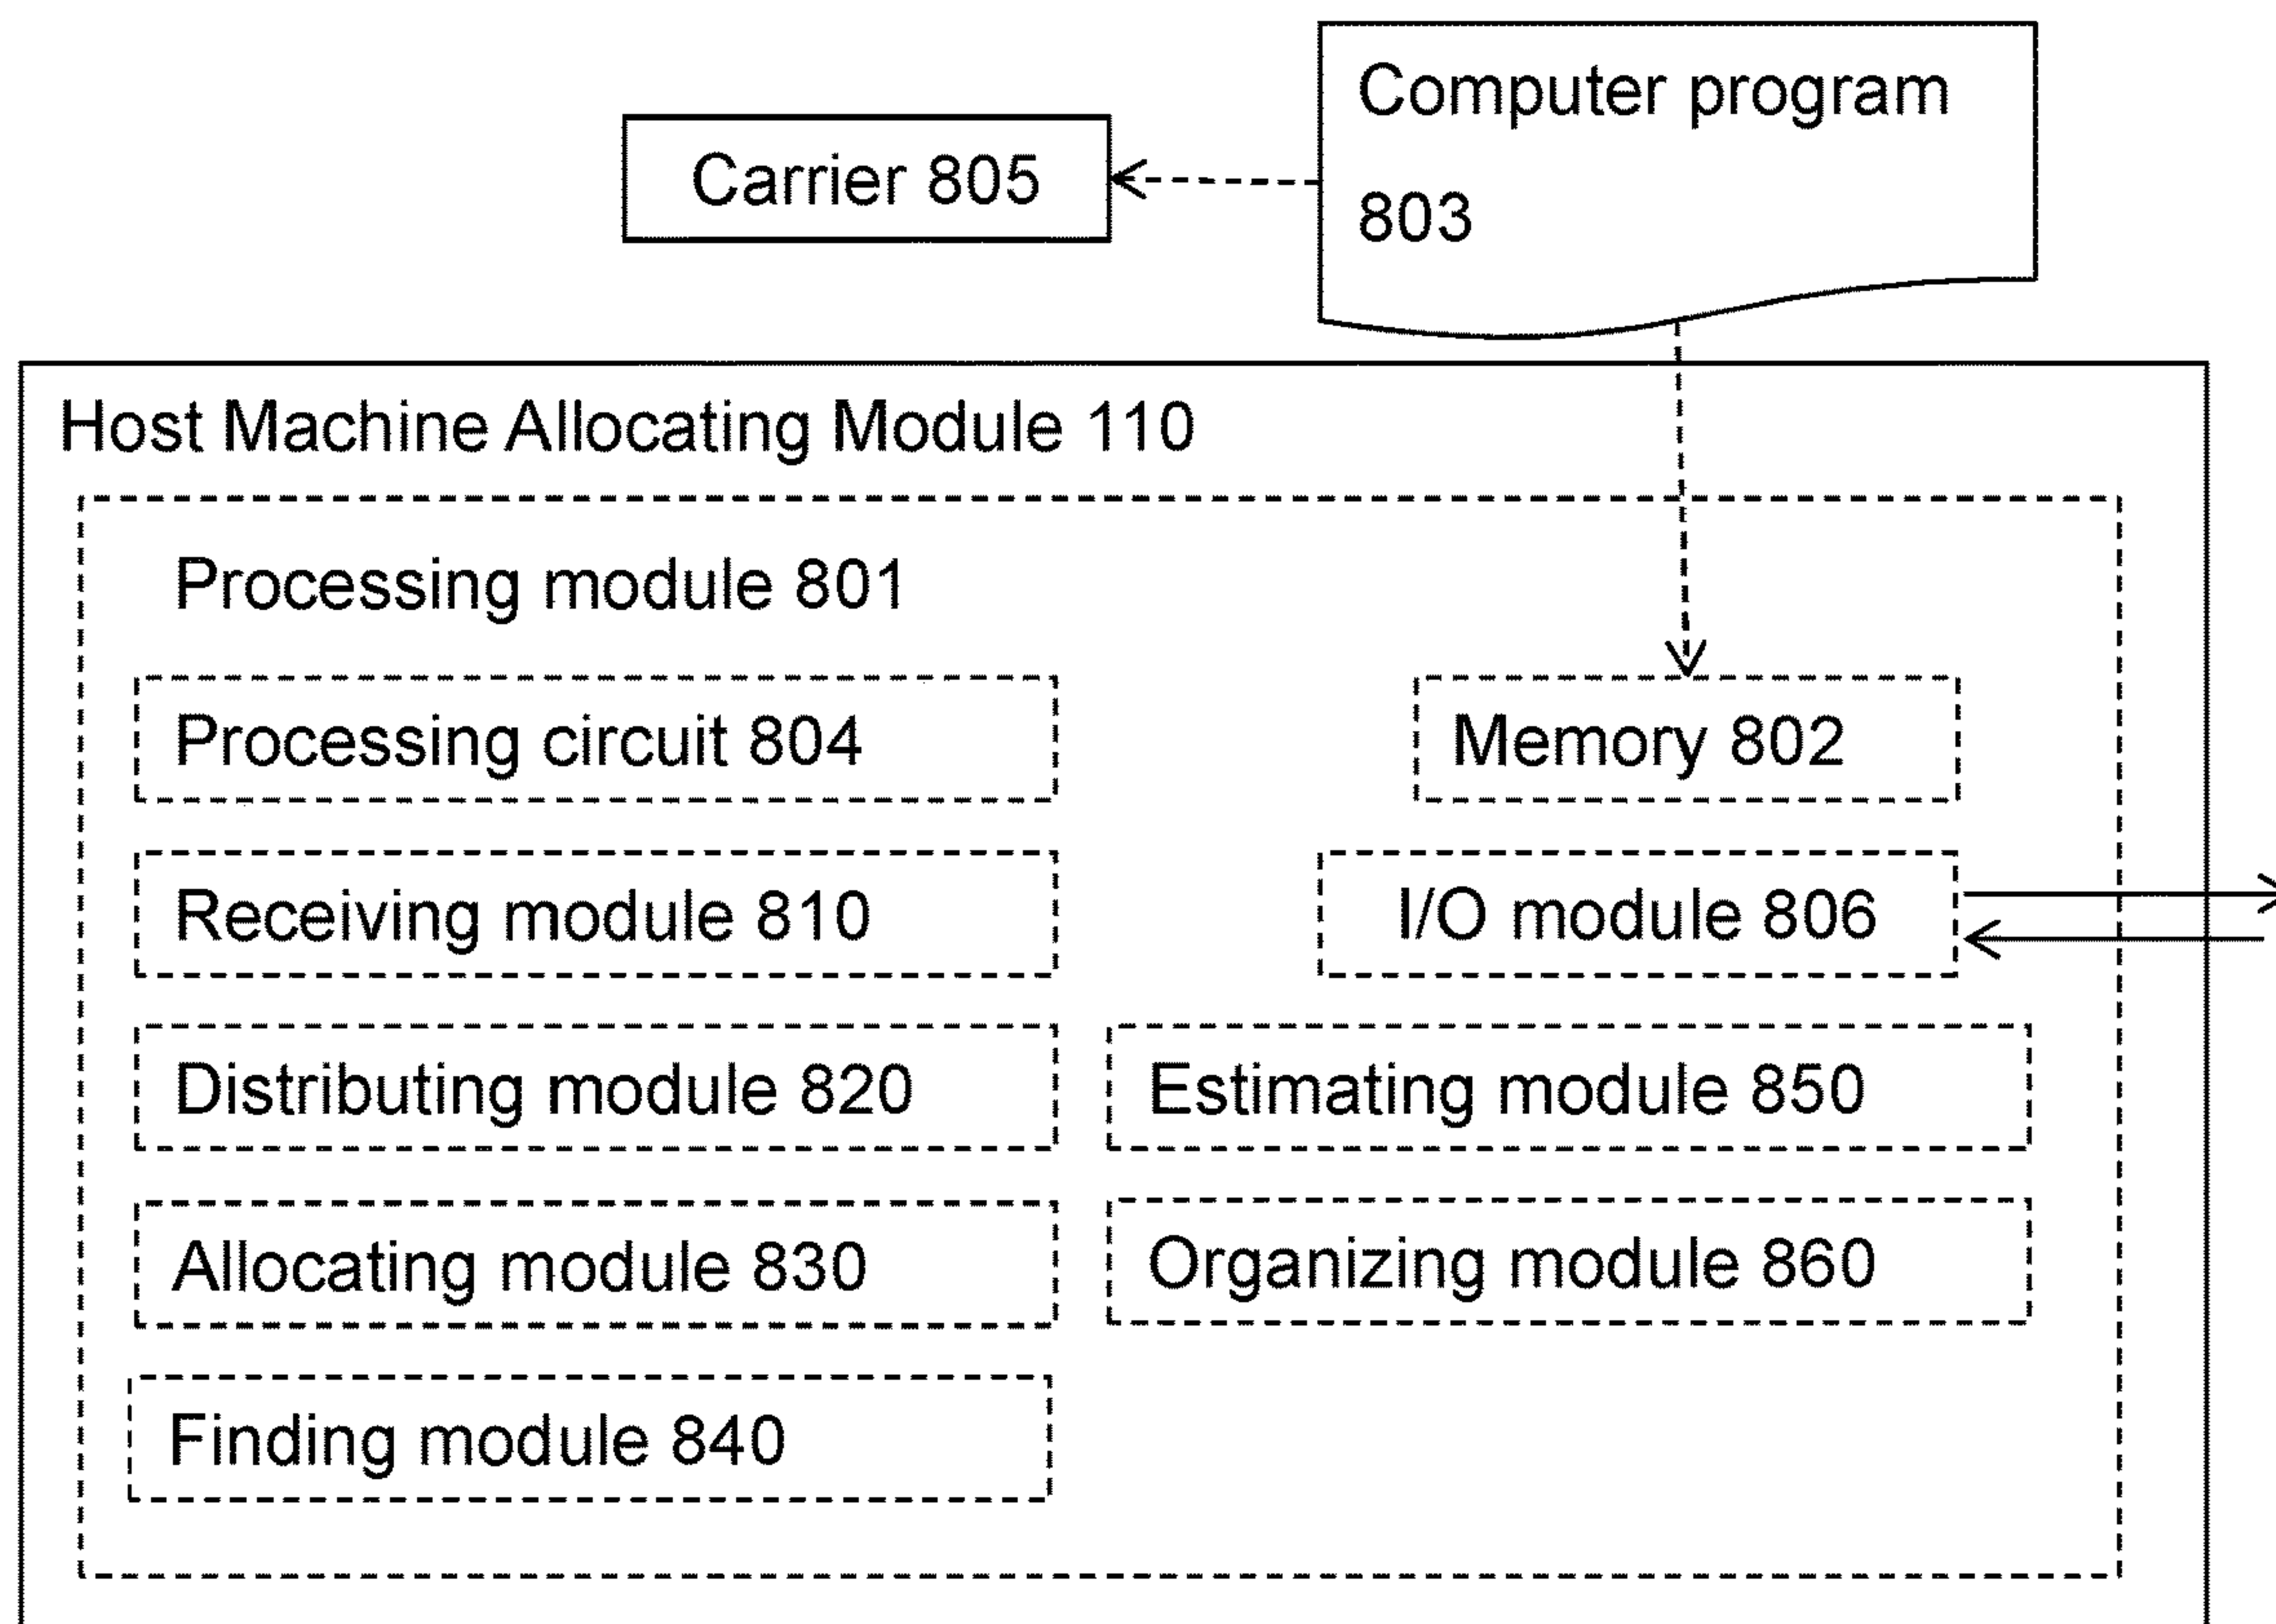 Computer program
803
Carrier 805
Host Machine Allocating Module 110
Processing module 801
Processing circuit 804
Memory 802
Receiving module 810
I/O module 806
Distributing module 820
Estimating module 850
Allocating module 830
Organizing module 860
Finding module 840